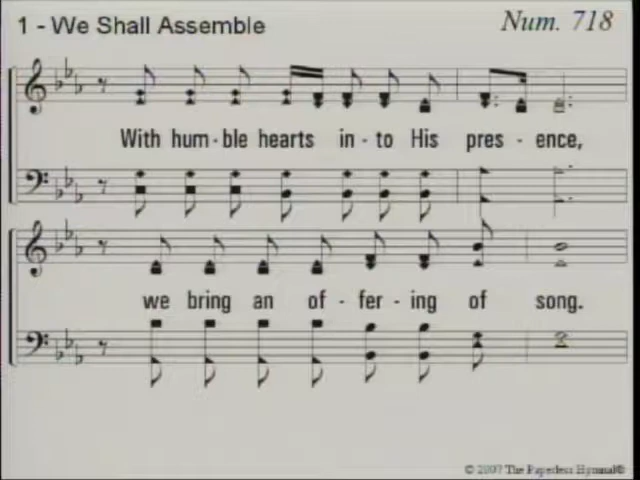 1 - We Shall Assemble
Num. 718
With hum - ble hearts in - to His pres - ence,
we bring an of - fer - ing of song.
© 2007 The Paperless Hymnal®